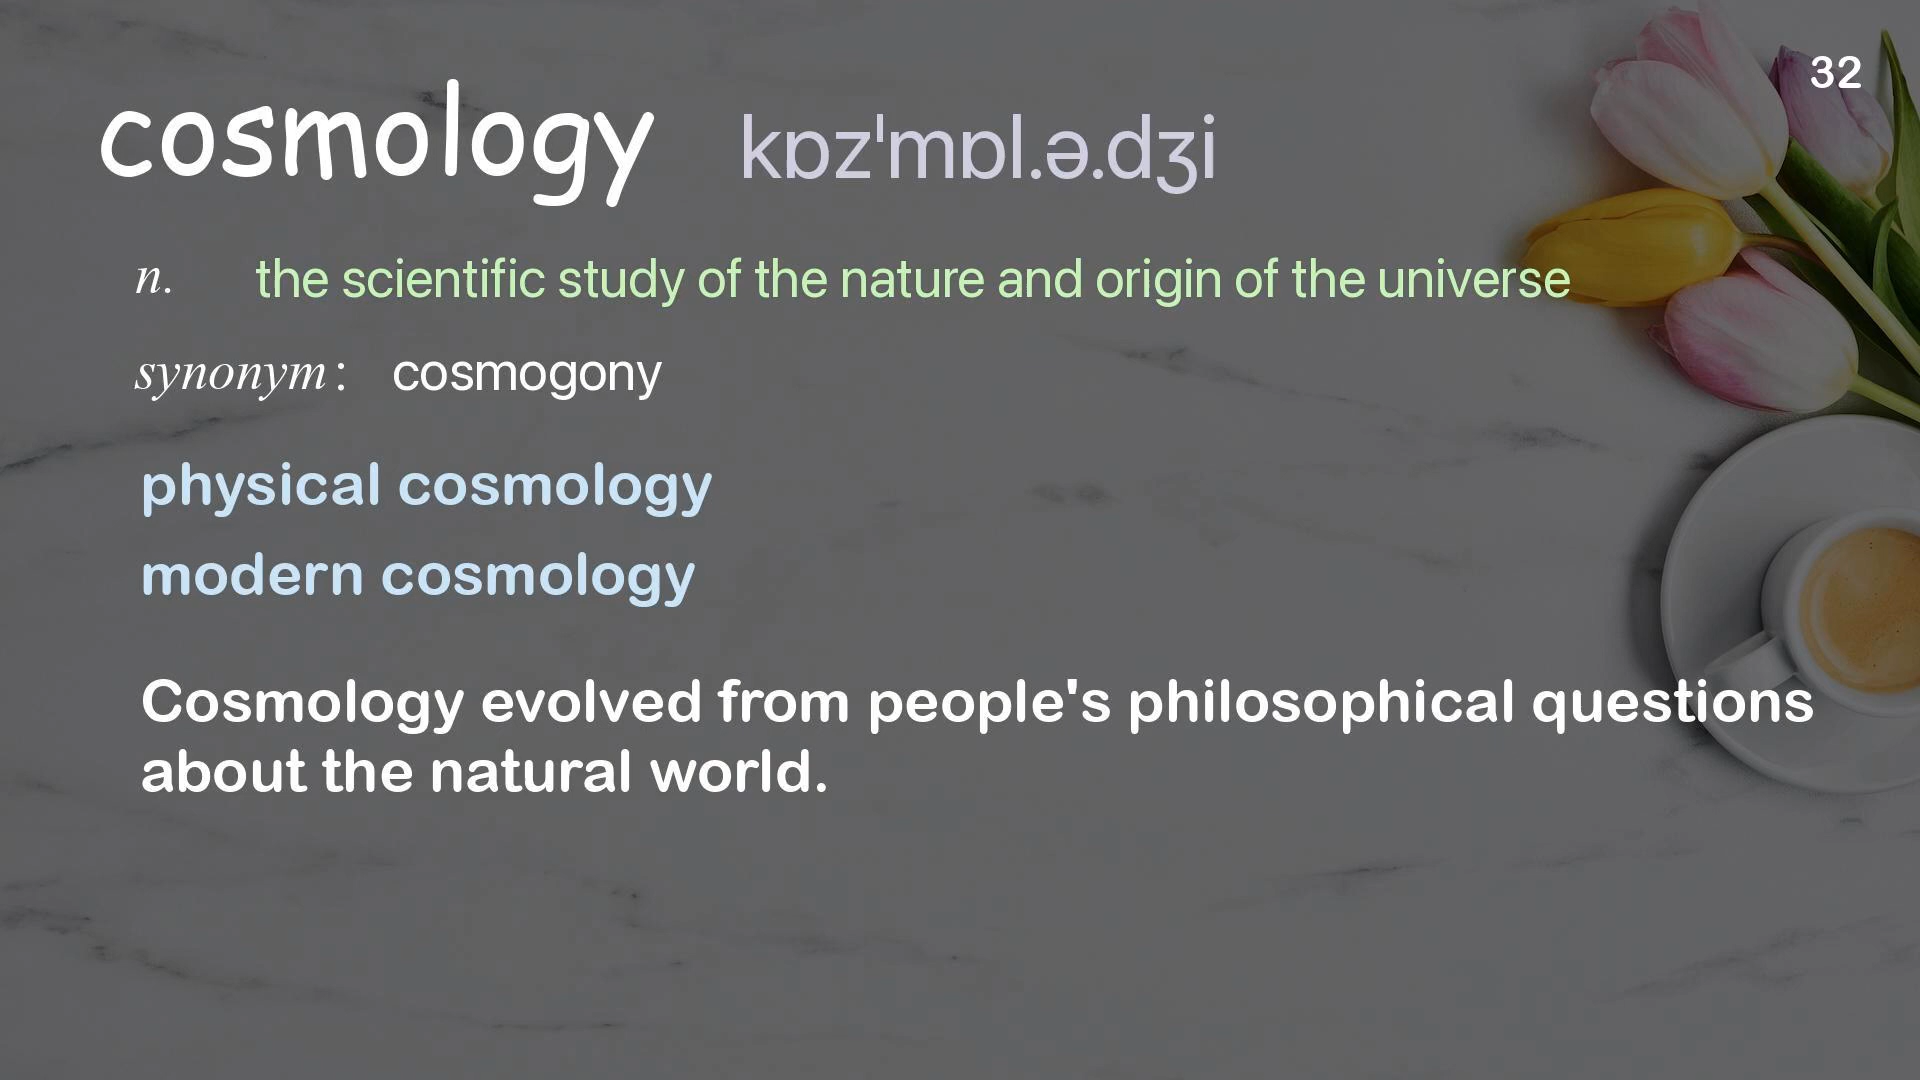 32
cosmology kɒzˈmɒl.ə.dʒi
n. the scientific study of the nature and origin of the universe
synonym: cosmogony
physical cosmology
modern cosmology
Cosmology evolved from people's philosophical questions
about the natural world.